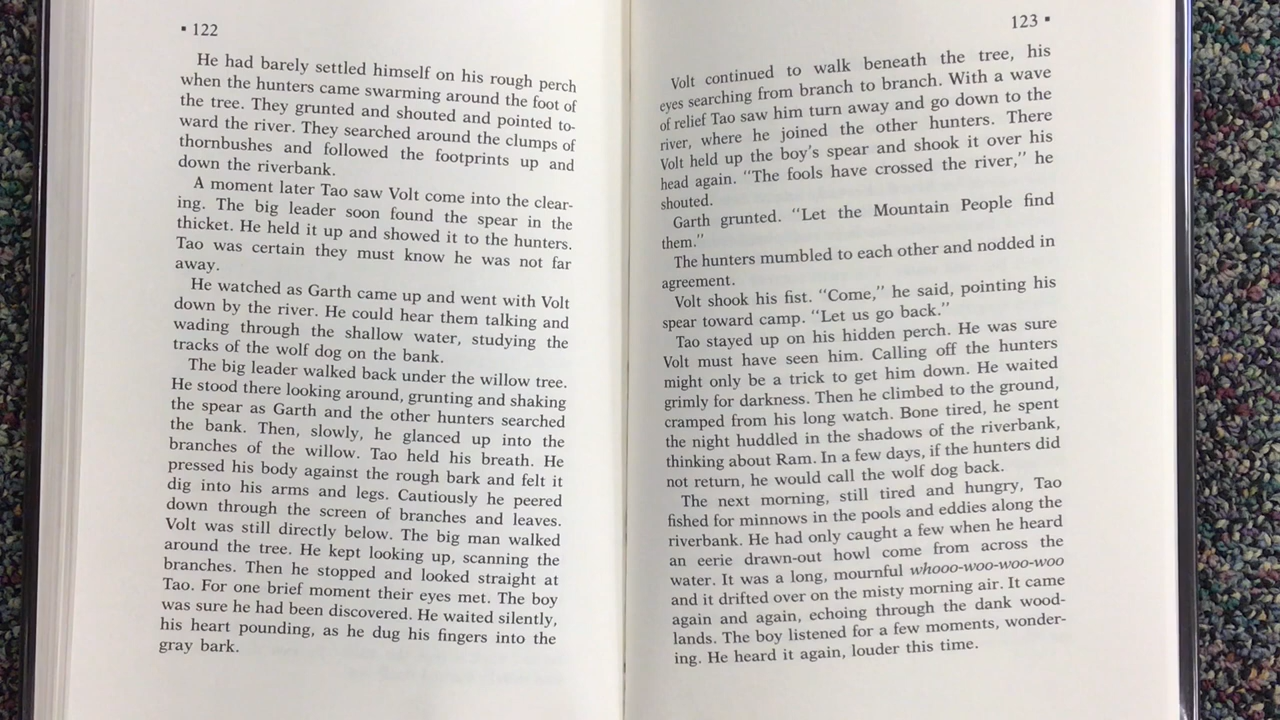 ▪ 122
He had barely settled himself on his rough perch
when the hunters came swarming around the foot of
the tree. They grunted and shouted and pointed to-
ward the river. They searched around the clumps of
thornbushes and followed the footprints up and
down the riverbank.
A moment later Tao saw Volt come into the clear-
ing. The big leader soon found the spear in the
thicket. He held it up and showed it to the hunters.
Tao was certain they must know he was not far
away.
He watched as Garth came up and went with Volt
down by the river. He could hear them talking and
wading through the shallow water, studying the
tracks of the wolf dog on the bank.
The big leader walked back under the willow tree.
He stood there looking around, grunting and shaking
the spear as Garth and the other hunters searched
the bank. Then, slowly, he glanced up into the
branches of the willow. Tao held his breath. He
pressed his body against the rough bark and felt it
dig into his arms and legs. Cautiously he peered
down through the screen of branches and leaves.
Volt was still directly below. The big man walked
around the tree. He kept looking up, scanning the
branches. Then he stopped and looked straight at
Tao. For one brief moment their eyes met. The boy
was sure he had been discovered. He waited silently,
his heart pounding, as he dug his fingers into the
gray bark.
123 ▪
Volt continued to walk beneath the tree, his
eyes searching from branch to branch. With a wave
of relief Tao saw him turn away and go down to the
river, where he joined the other hunters. There
Volt held up the boy's spear and shook it over his
head again. "The fools have crossed the river," he
shouted.
Garth grunted. "Let the Mountain People find
them."
The hunters mumbled to each other and nodded in
agreement.
Volt shook his fist. "Come," he said, pointing his
spear toward camp. "Let us go back."
Tao stayed up on his hidden perch. He was sure
Volt must have seen him. Calling off the hunters
might only be a trick to get him down. He waited
grimly for darkness. Then he climbed to the ground,
cramped from his long watch. Bone tired, he spent
the night huddled in the shadows of the riverbank,
thinking about Ram. In a few days, if the hunters did
not return, he would call the wolf dog back.
The next morning, still tired and hungry, Tao
fished for minnows in the pools and eddies along the
riverbank. He had only caught a few when he heard
an eerie drawn-out howl come from across the
water. It was a long, mournful whooo-woo-woo-woo
and it drifted over on the misty morning air. It came
again and again, echoing through the dank wood-
lands. The boy listened for a few moments, wonder-
ing. He heard it again, louder this time.